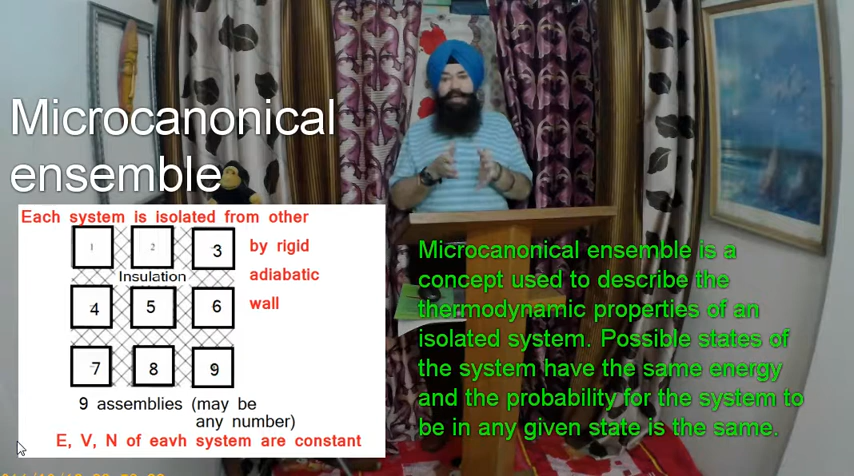 Microcanonical
ensemble
Each system is isolated from other
by rigid
adiabatic
wall
1 2 3
Insulation
4 5 6
7 8 9
9 assemblies (may be
any number)
E, V, N of eavh system are constant
Microcanonical ensemble is a
concept used to describe the
thermodynamic properties of an
isolated system. Possible states of
the system have the same energy
and the probability for the system to
be in any given state is the same.